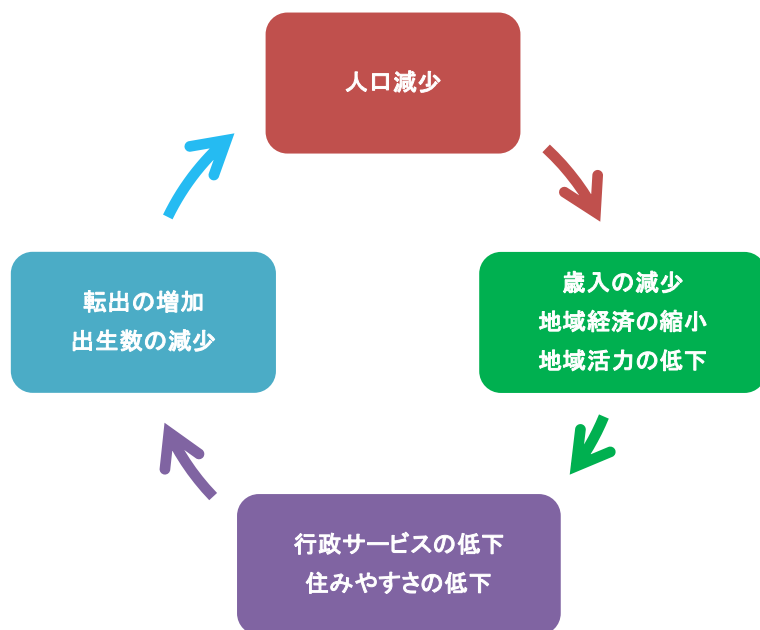 人口減少
歳入の減少
地域経済の縮小
地域活力の低下
行政サービスの低下
住みやすさの低下
転出の増加
出生数の減少